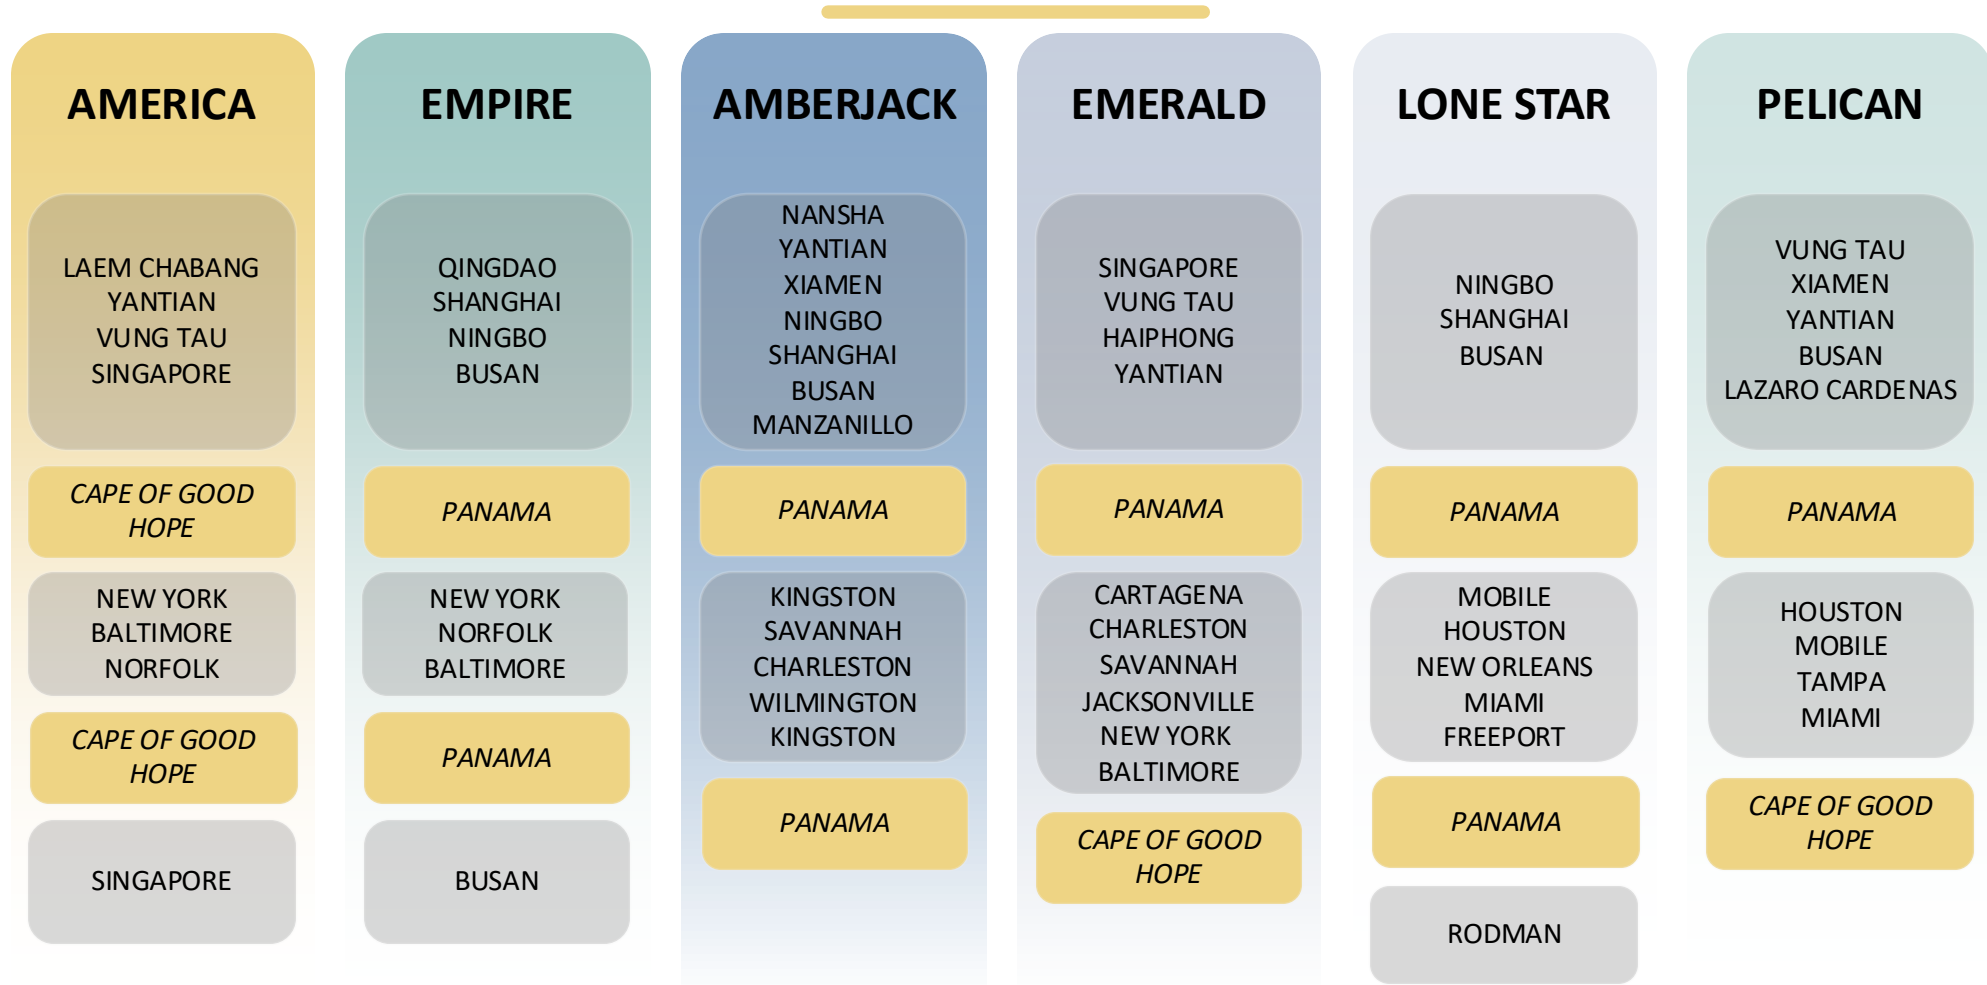 AMERICA
LAEM CHABANG
YANTIAN
VUNG TAU
SINGAPORE
CAPE OF GOOD
HOPE
NEW YORK
BALTIMORE
NORFOLK
CAPE OF GOOD
HOPE
SINGAPORE
EMPIRE
QINGDAO
SHANGHAI
NINGBO
BUSAN
PANAMA
NEW YORK
NORFOLK
BALTIMORE
PANAMA
BUSAN
AMBERJACK
NANSHA
YANTIAN
XIAMEN
NINGBO
SHANGHAI
BUSAN
MANZANILLO
PANAMA
KINGSTON
SAVANNAH
CHARLESTON
WILMINGTON
KINGSTON
PANAMA
EMERALD
SINGAPORE
VUNG TAU
HAIPHONG
YANTIAN
PANAMA
CARTAGENA
CHARLESTON
SAVANNAH
JACKSONVILLE
NEW YORK
BALTIMORE
CAPE OF GOOD
HOPE
LONE STAR
NINGBO
SHANGHAI
BUSAN
PANAMA
MOBILE
HOUSTON
NEW ORLEANS
MIAMI
FREEPORT
PANAMA
RODMAN
PELICAN
VUNG TAU
XIAMEN
YANTIAN
BUSAN
LAZARO CARDENAS
PANAMA
HOUSTON
MOBILE
TAMPA
MIAMI
CAPE OF GOOD
HOPE